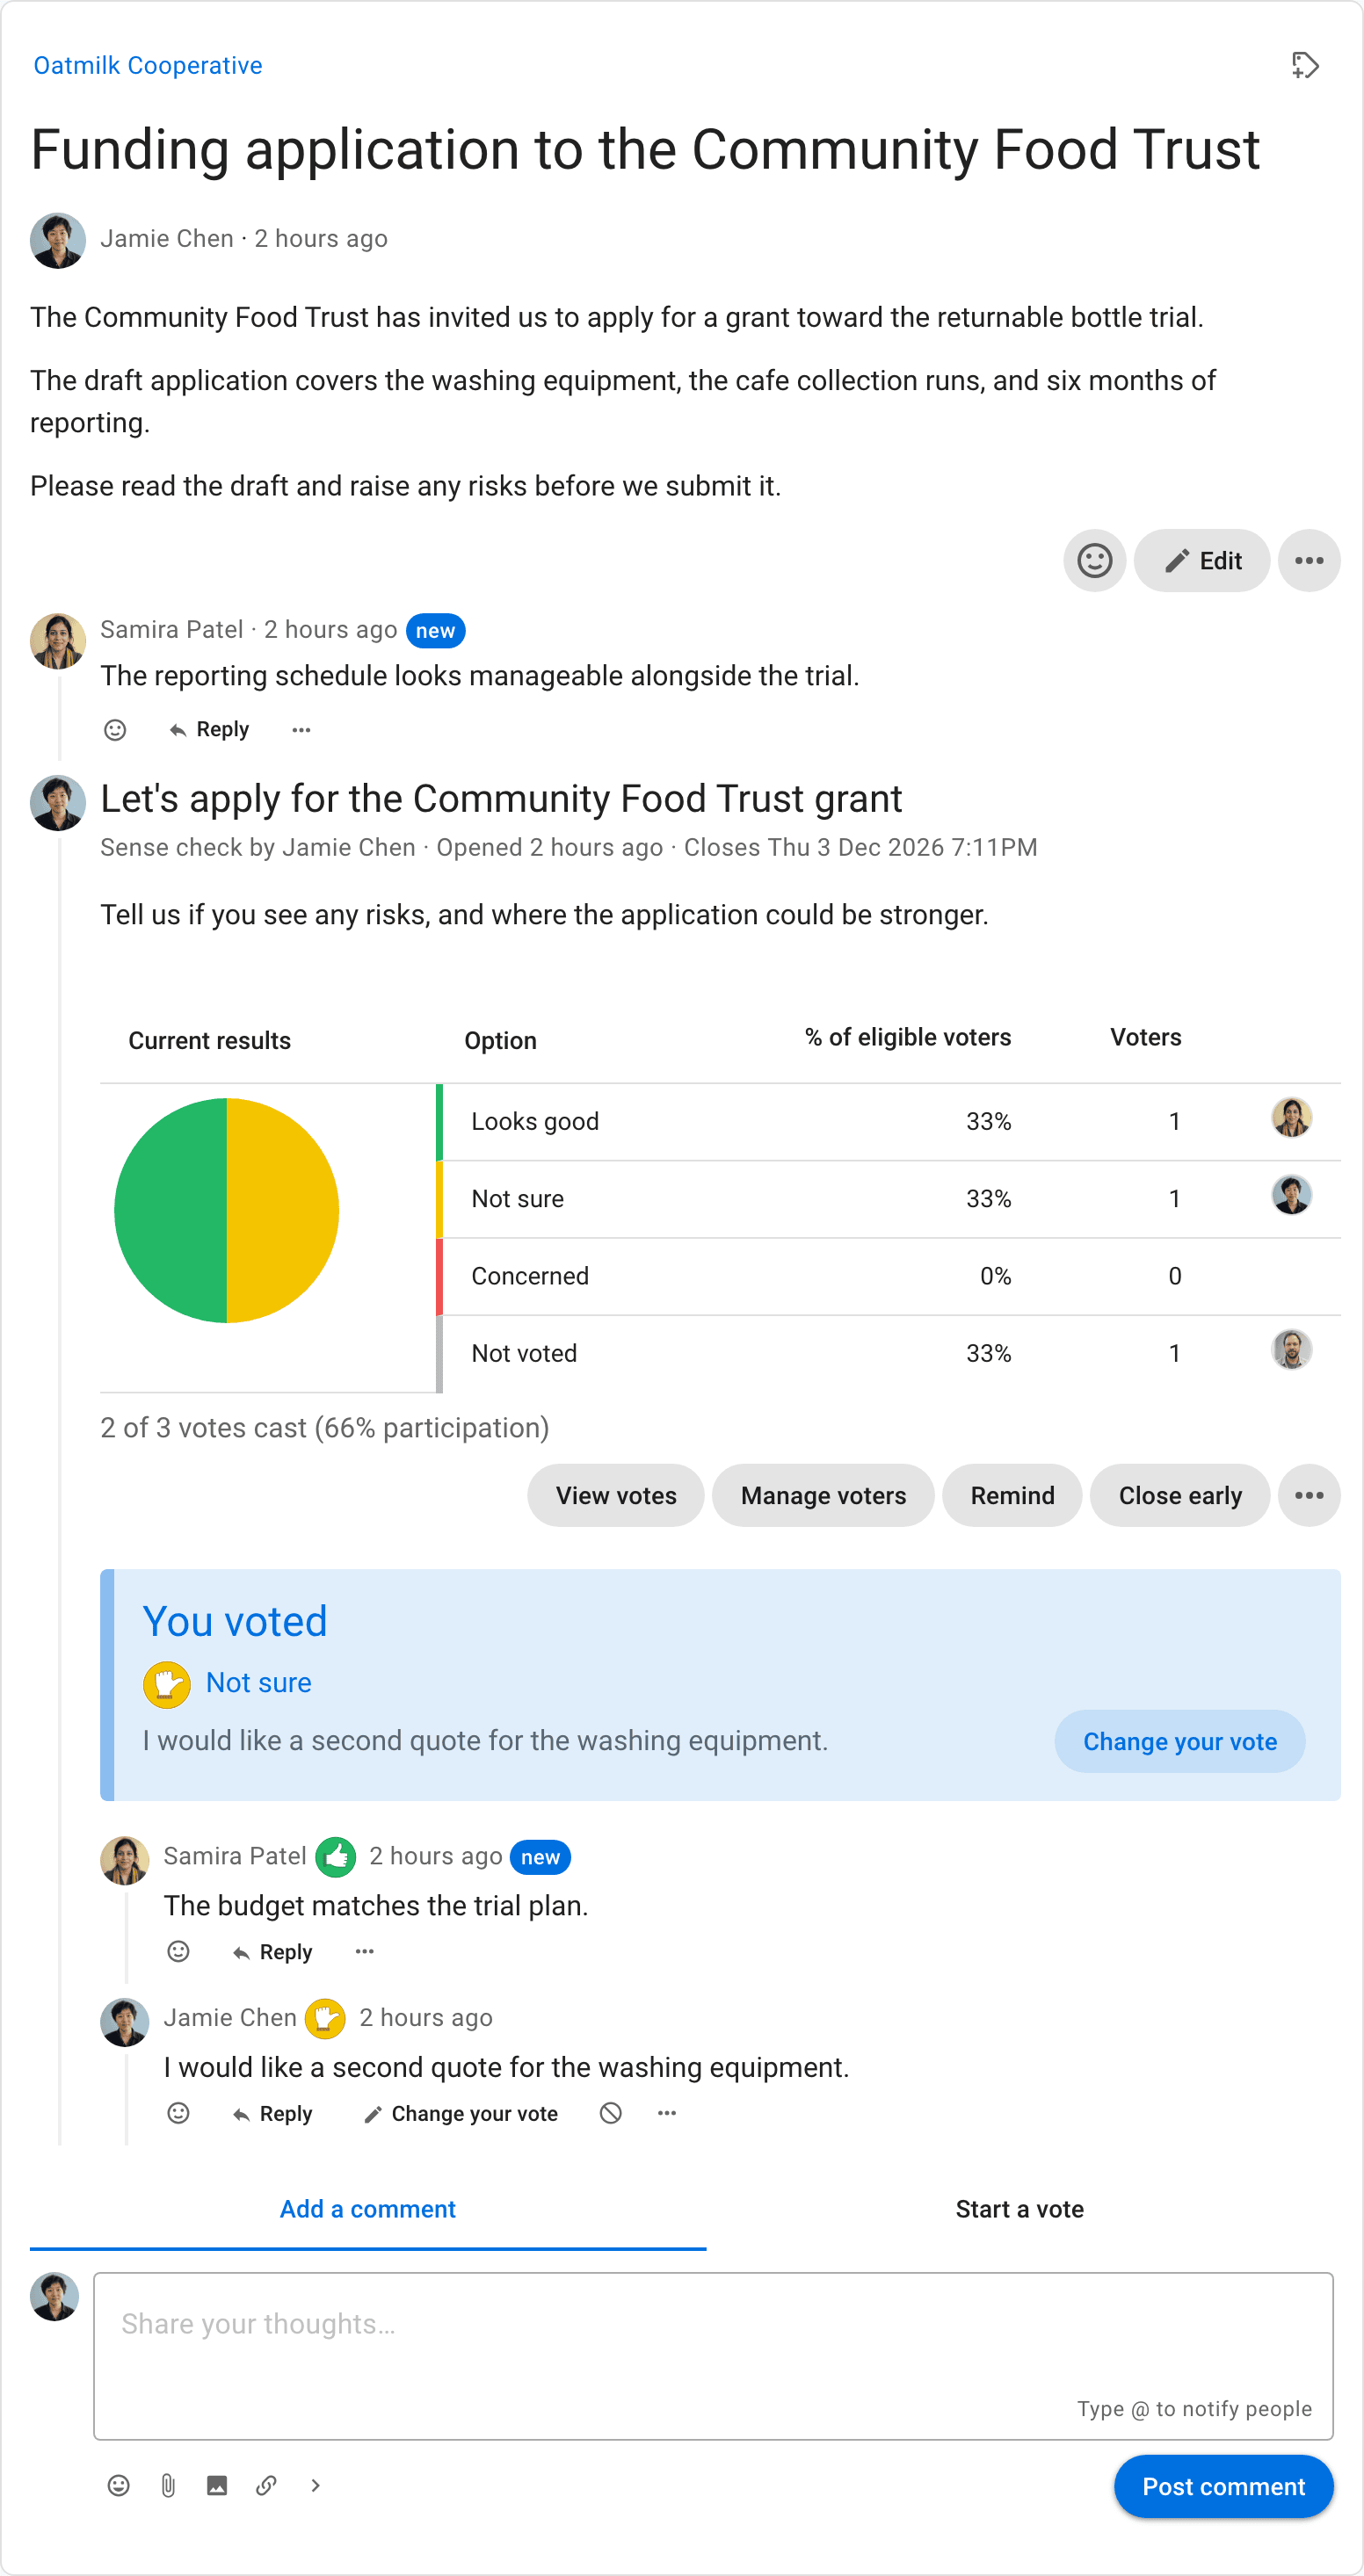 Oatmilk Cooperative
Funding application to the Community Food Trust
Jamie Chen · 2 hours ago
The Community Food Trust has invited us to apply for a grant toward the returnable bottle trial.
The draft application covers the washing equipment, the cafe collection runs, and six months of
reporting.
Please read the draft and raise any risks before we submit it.
Edit
Samira Patel · 2 hours ago new
The reporting schedule looks manageable alongside the trial.
Reply
Let's apply for the Community Food Trust grant
Sense check by Jamie Chen · Opened 2 hours ago · Closes Thu 3 Dec 2026 7:11PM
Tell us if you see any risks, and where the application could be stronger.
Current results Option % of eligible voters Voters
Looks good 33% 1
Not sure 33% 1
Concerned 0% 0
Not voted 33% 1
2 of 3 votes cast (66% participation)
View votes Manage voters Remind Close early
You voted
Not sure
I would like a second quote for the washing equipment. Change your vote
Samira Patel 2 hours ago new
The budget matches the trial plan.
Reply
Jamie Chen 2 hours ago
I would like a second quote for the washing equipment.
Reply Change your vote
Add a comment Start a vote
Share your thoughts...
Type @ to notify people
Post comment